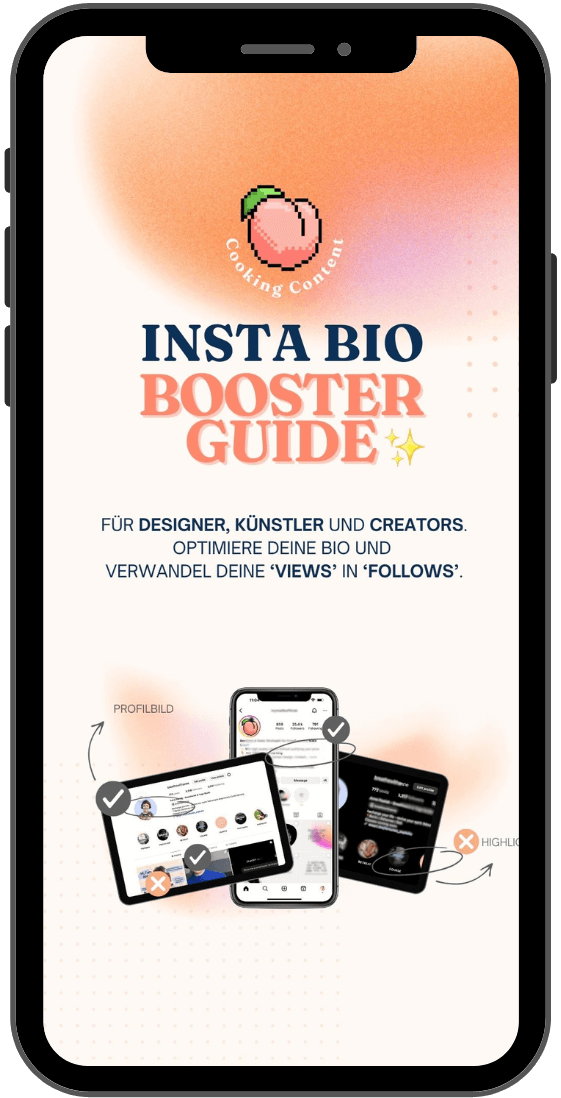 Cooking Content
INSTA BIO
BOOSTER
GUIDE
FÜR DESIGNER, KÜNSTLER UND CREATORS.
OPTIMIERE DEINE BIO UND
VERWANDEL DEINE ‘VIEWS’ IN ‘FOLLOWS’.
PROFILBILD
HIGHLIC